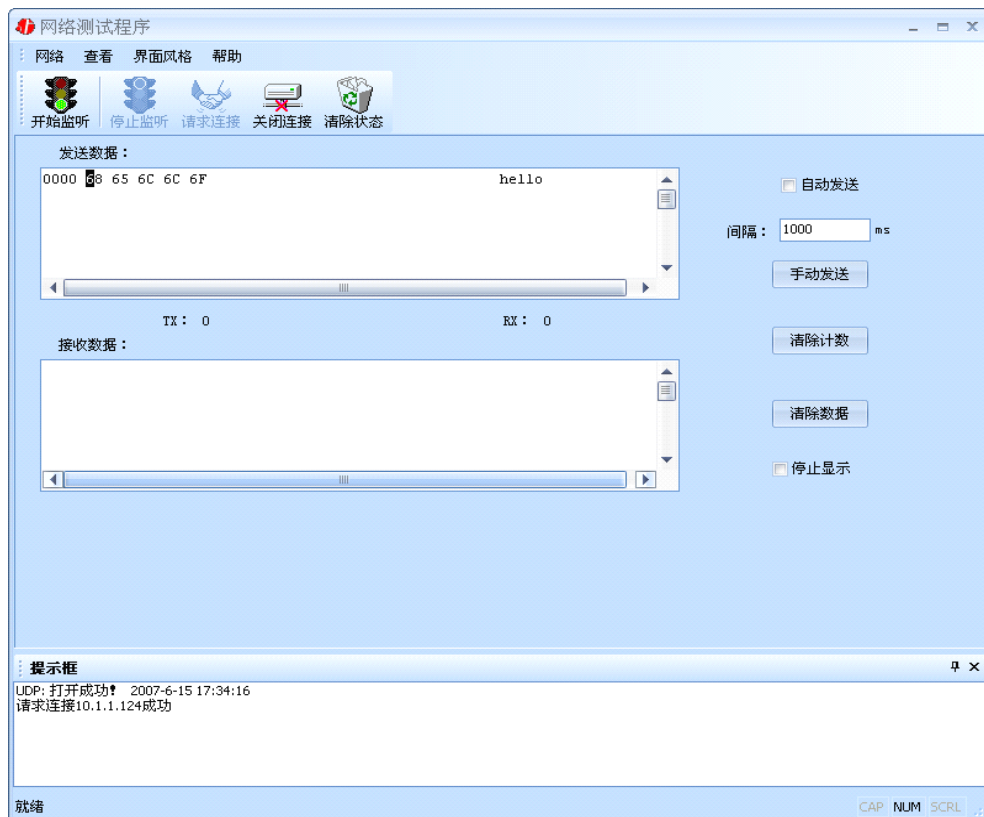 网络测试程序
网络 查看 界面风格 帮助
开始监听 停止监听 请求连接 关闭连接 清除状态
发送数据：
0000 68 65 6C 6C 6F hello
自动发送
间隔： 1000 ms
手动发送
TX： 0 RX： 0
清除计数
接收数据：
清除数据
停止显示
提示框
UDP: 打开成功！ 2007-6-15 17:34:16
请求连接10.1.1.124成功
就绪 CAP NUM SCRL